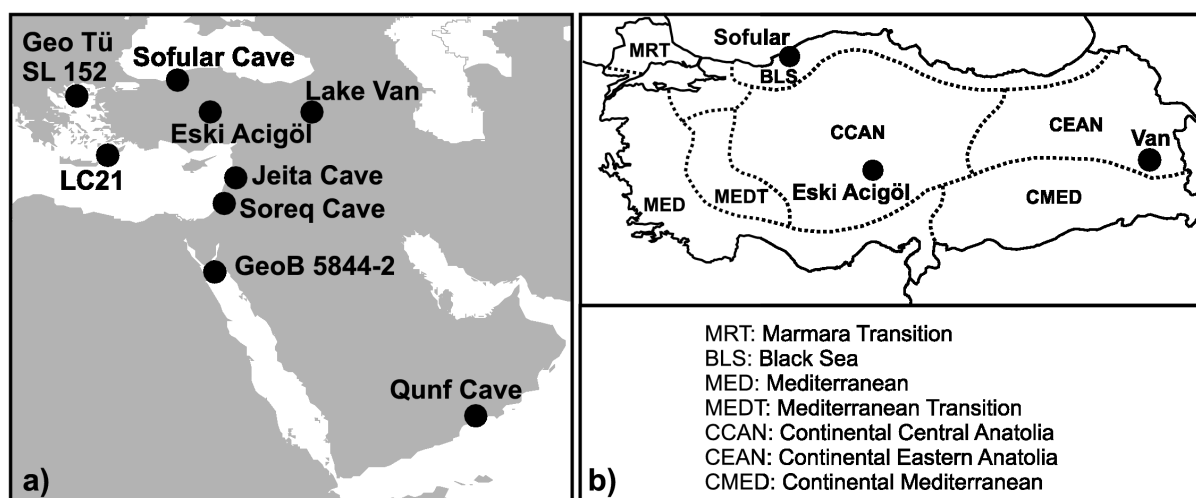 Geo Tü
SL 152
Sofular Cave
Lake Van
Eski Acigöl
LC21
Jeita Cave
Soreq Cave
GeoB 5844-2
Qunf Cave
a)
MRT
Sofular
BLS
CCAN
CEAN
Van
Eski Acigöl
MED
MEDT
CMED
MRT: Marmara Transition
BLS: Black Sea
MED: Mediterranean
MEDT: Mediterranean Transition
CCAN: Continental Central Anatolia
CEAN: Continental Eastern Anatolia
CMED: Continental Mediterranean
b)